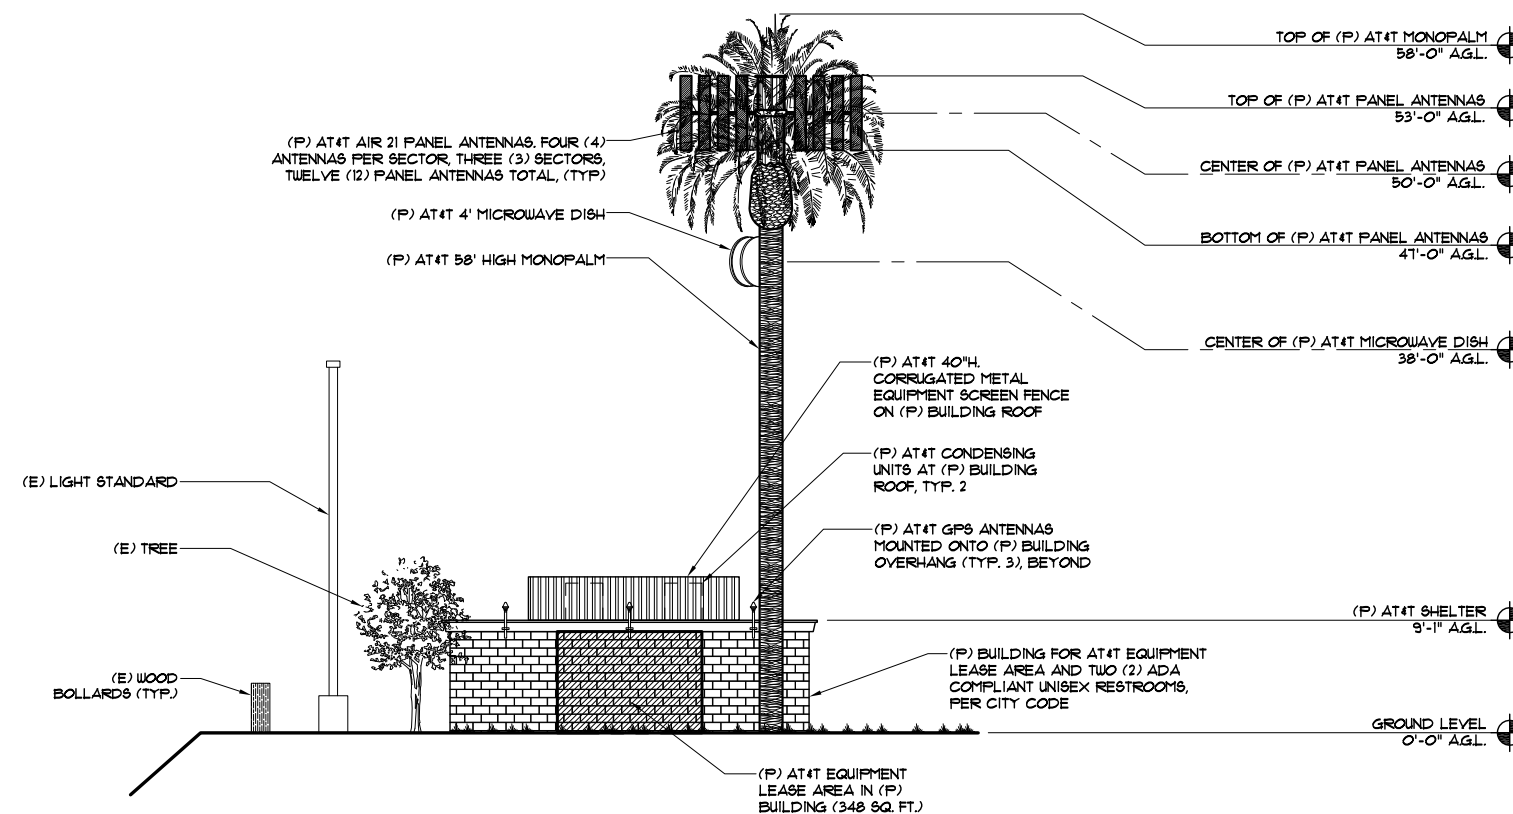 TOP OF (P) AT&T MONOPALM
58'-0" A.G.L.
TOP OF (P) AT&T PANEL ANTENNAS
53'-0" A.G.L.
CENTER OF (P) AT&T PANEL ANTENNAS
50'-0" A.G.L.
BOTTOM OF (P) AT&T PANEL ANTENNAS
47'-0" A.G.L.
CENTER OF (P) AT&T MICROWAVE DISH
38'-0" A.G.L.
(P) AT&T SHELTER
9'-1" A.G.L.
GROUND LEVEL
0'-0" A.G.L.
(P) AT&T AIR 21 PANEL ANTENNAS. FOUR (4)
ANTENNAS PER SECTOR, THREE (3) SECTORS,
TWELVE (12) PANEL ANTENNAS TOTAL, (TYP)
(P) AT&T 4' MICROWAVE DISH
(P) AT&T 58' HIGH MONOPALM
(P) AT&T 40"H.
CORRUGATED METAL
EQUIPMENT SCREEN FENCE
ON (P) BUILDING ROOF
(P) AT&T CONDENSING
UNITS AT (P) BUILDING
ROOF, TYP. 2
(P) AT&T GPS ANTENNAS
MOUNTED ONTO (P) BUILDING
OVERHANG (TYP. 3), BEYOND
(E) LIGHT STANDARD
(E) TREE
(E) WOOD
BOLLARDS (TYP.)
(P) BUILDING FOR AT&T EQUIPMENT
LEASE AREA AND TWO (2) ADA
COMPLIANT UNISEX RESTROOMS,
PER CITY CODE
(P) AT&T EQUIPMENT
LEASE AREA IN (P)
BUILDING (348 SQ. FT.)